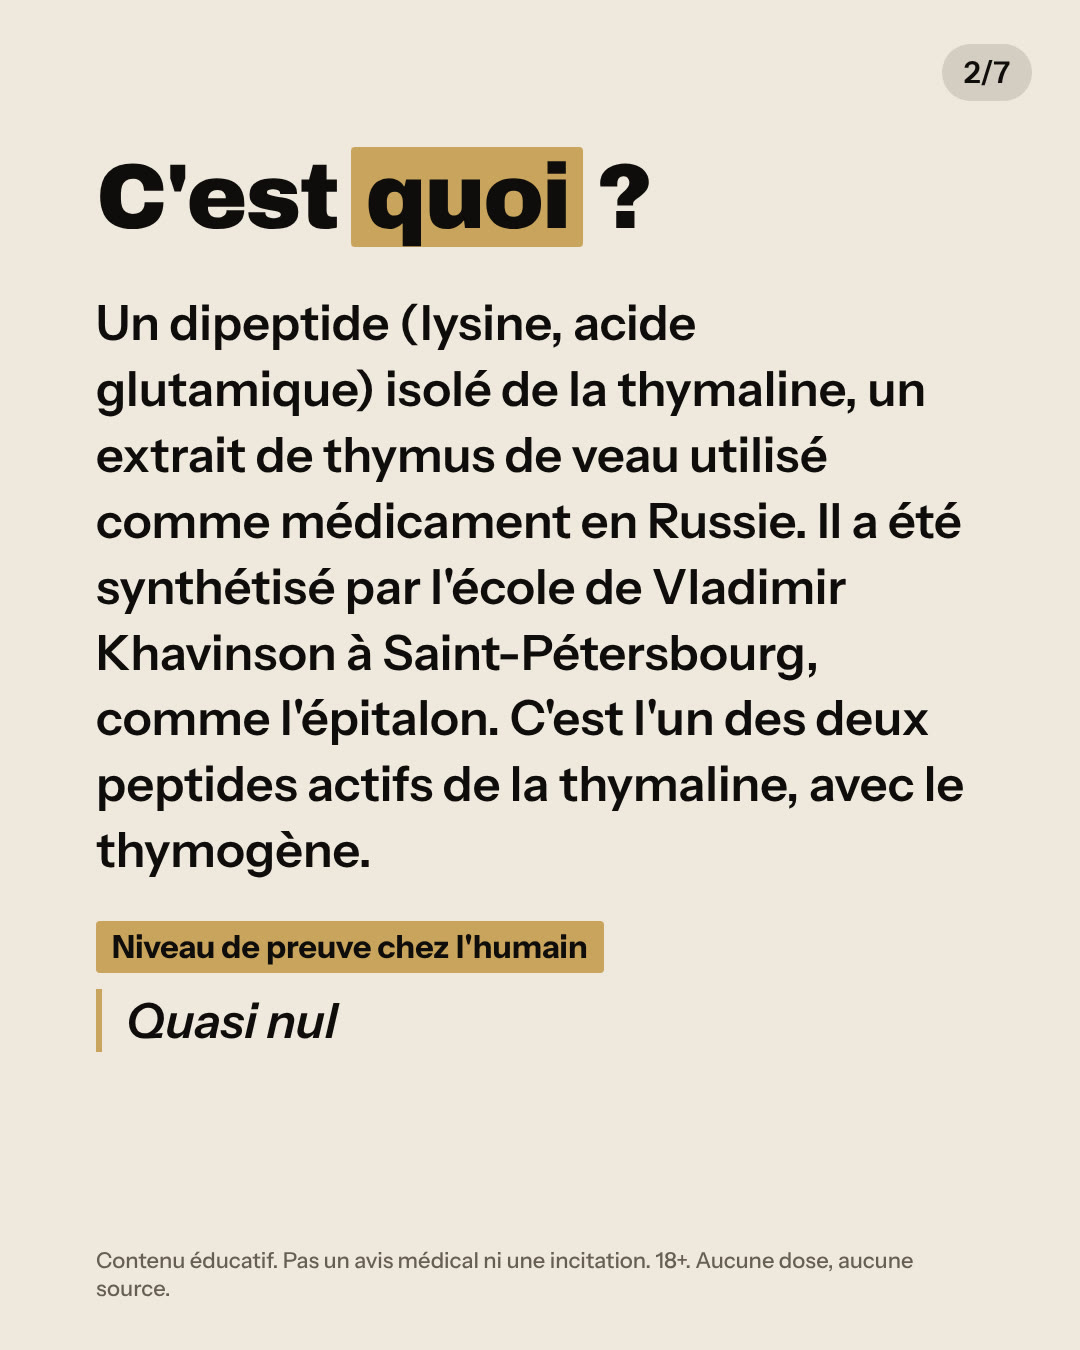 2/7
C'est quoi ?
Un dipeptide (lysine, acide
glutamique) isolé de la thymaline, un
extrait de thymus de veau utilisé
comme médicament en Russie. Il a été
synthétisé par l'école de Vladimir
Khavinson à Saint-Pétersbourg,
comme l'épitalon. C'est l'un des deux
peptides actifs de la thymaline, avec le
thymogène.
Niveau de preuve chez l'humain
Quasi nul
Contenu éducatif. Pas un avis médical ni une incitation. 18+. Aucune dose, aucune
source.